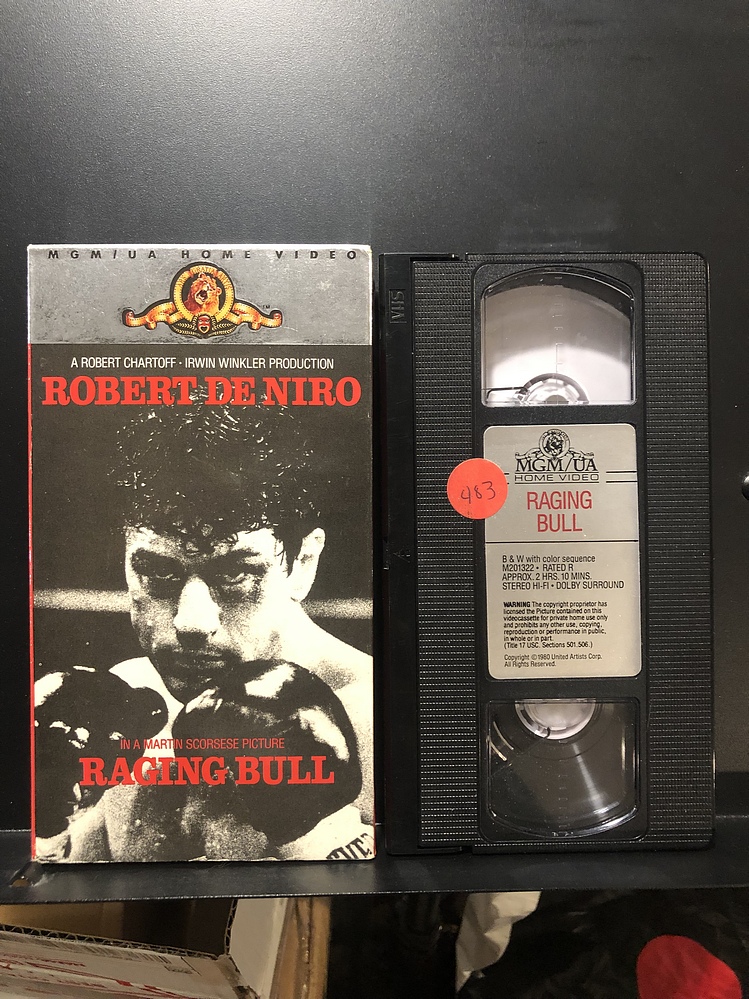 MGM/UA HOME VIDEO
TM
A ROBERT CHARTOFF · IRWIN WINKLER PRODUCTION
ROBERT DE NIRO
IN A MARTIN SCORSESE PICTURE
RAGING BULL
VHS
MGM/UA
HOME VIDEO
483
RAGING
BULL
B & W with color sequence
M201322 • RATED R
APPROX. 2 HRS. 10 MINS.
STEREO HI-FI • DOLBY SURROUND
WARNING The copyright proprietor has
licensed the Picture contained on this
videocassette for private home use only
and prohibits any other use, copying,
reproduction or performance in public,
in whole or in part.
(Title 17 USC. Sections 501,506.)
Copyright ©1980 United Artists Corp.
All Rights Reserved.